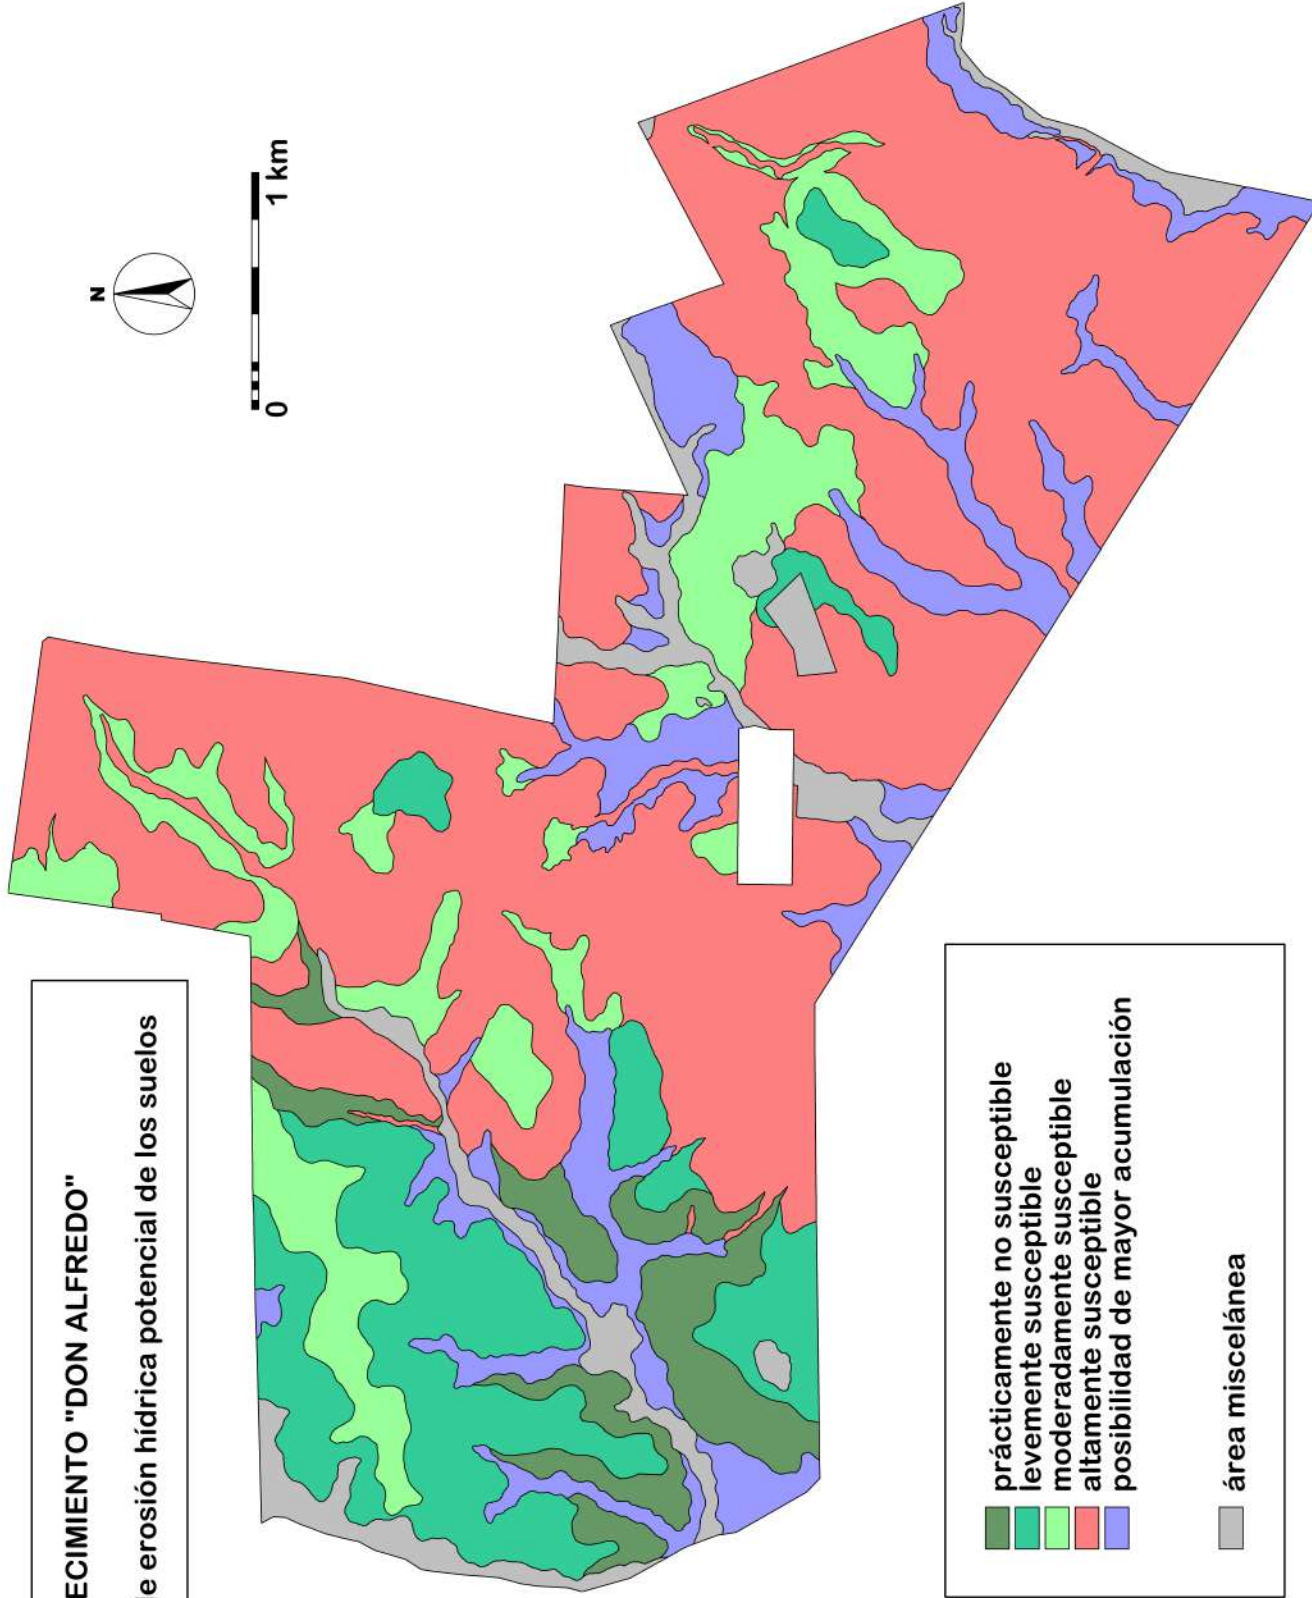 ECIMIENTO "DON ALFREDO"
e erosión hídrica potencial de los suelos
N
0 1 km
prácticamente no susceptible
levemente susceptible
moderadamente susceptible
altamente susceptible
posibilidad de mayor acumulación
área miscelánea